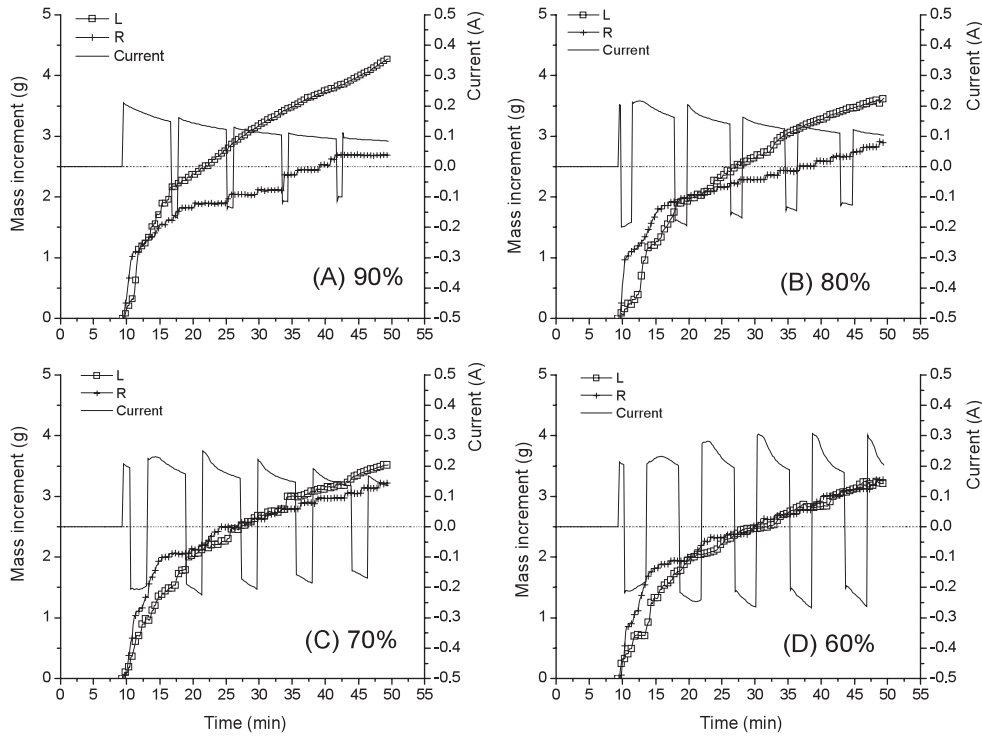 L
R
Current
Mass increment (g)
5
4
3
2
1
0
0.5
0.4
0.3
0.2
0.1
0.0
-0.1
-0.2
-0.3
-0.4
-0.5
Current (A)
(A) 90%
0 5 10 15 20 25 30 35 40 45 50 55
L
R
Current
Mass increment (g)
5
4
3
2
1
0
0.5
0.4
0.3
0.2
0.1
0.0
-0.1
-0.2
-0.3
-0.4
-0.5
Current (A)
(B) 80%
0 5 10 15 20 25 30 35 40 45 50 55
L
R
Current
Mass increment (g)
5
4
3
2
1
0
0.5
0.4
0.3
0.2
0.1
0.0
-0.1
-0.2
-0.3
-0.4
-0.5
Current (A)
(C) 70%
0 5 10 15 20 25 30 35 40 45 50 55
Time (min)
L
R
Current
Mass increment (g)
5
4
3
2
1
0
0.5
0.4
0.3
0.2
0.1
0.0
-0.1
-0.2
-0.3
-0.4
-0.5
Current (A)
(D) 60%
0 5 10 15 20 25 30 35 40 45 50 55
Time (min)